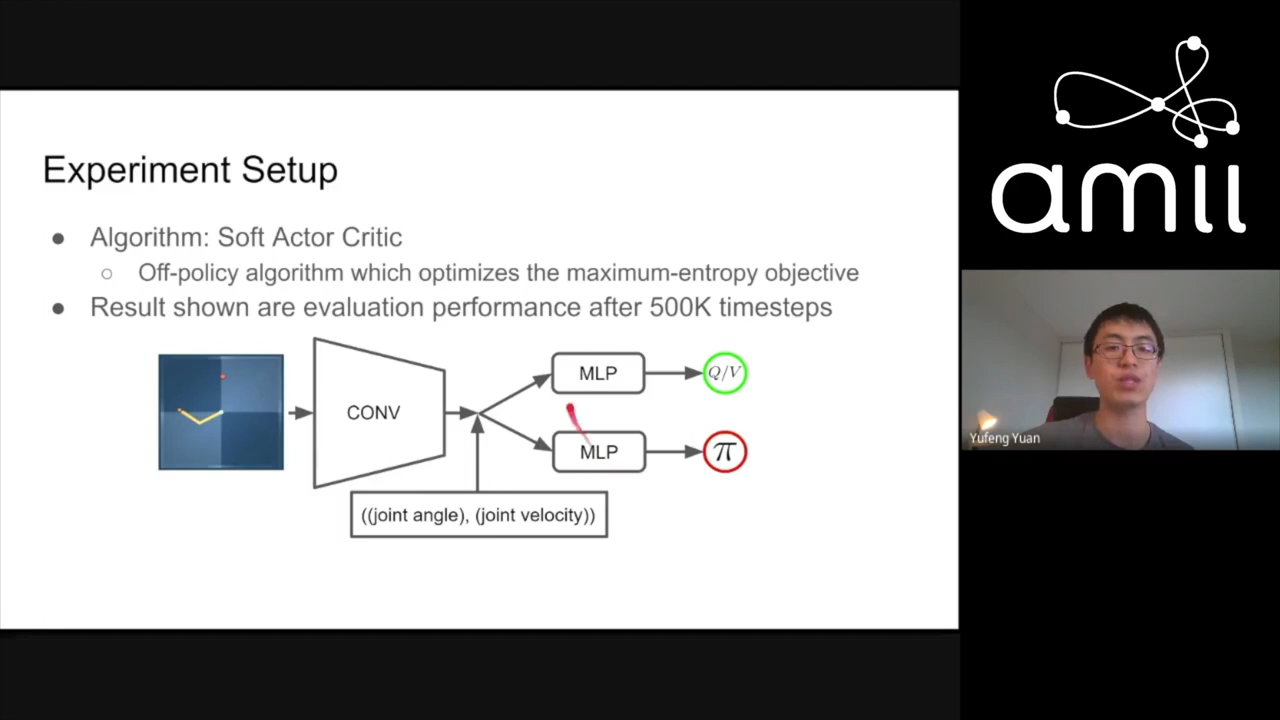 Experiment Setup
● Algorithm: Soft Actor Critic
○ Off-policy algorithm which optimizes the maximum-entropy objective
● Result shown are evaluation performance after 500K timesteps
CONV
MLP
Q/V
MLP
π
((joint angle), (joint velocity))
amii
Yufeng Yuan